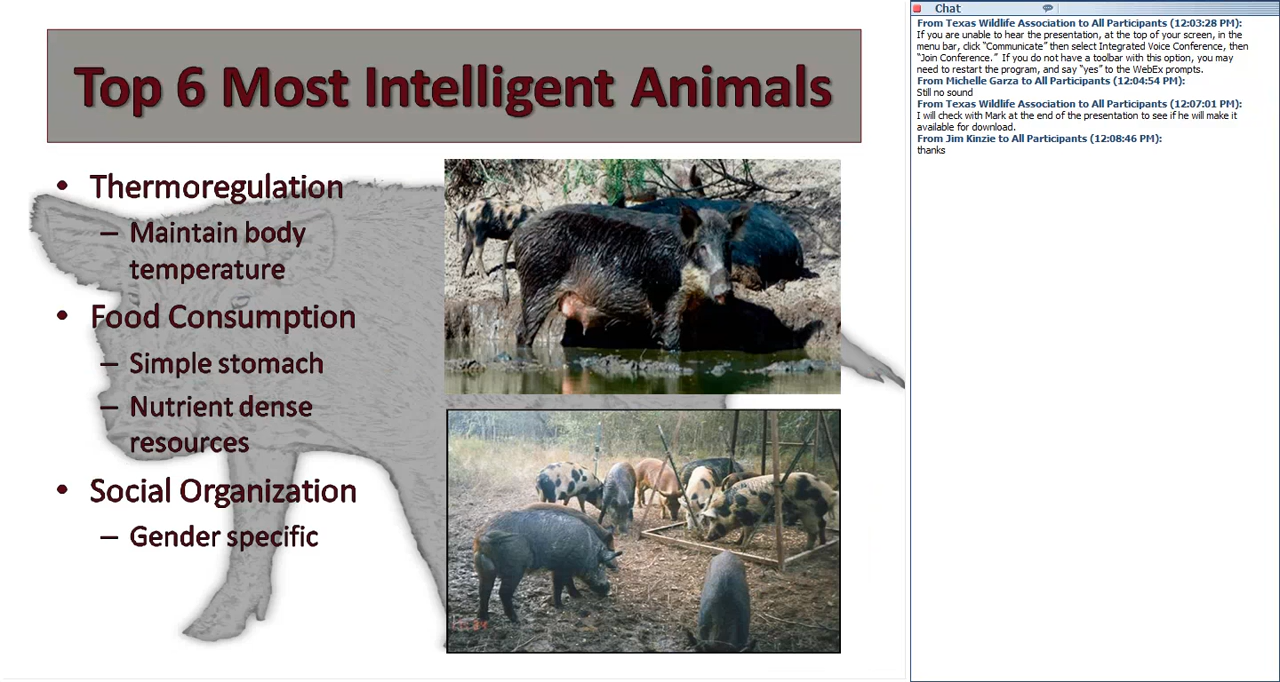 Top 6 Most Intelligent Animals
• Thermoregulation
– Maintain body
temperature
• Food Consumption
– Simple stomach
– Nutrient dense
resources
• Social Organization
– Gender specific
Chat
From Texas Wildlife Association to All Participants (12:03:28 PM):
If you are unable to hear the presentation, at the top of your screen, in the
menu bar, click “Communicate” then select Integrated Voice Conference, then
“Join Conference.” If you do not have a toolbar with this option, you may
need to restart the program, and say “yes” to the WebEx prompts.
From Michelle Garza to All Participants (12:04:54 PM):
Still no sound
From Texas Wildlife Association to All Participants (12:07:01 PM):
I will check with Mark at the end of the presentation to see if he will make it
available for download.
From Jim Kinzie to All Participants (12:08:46 PM):
thanks